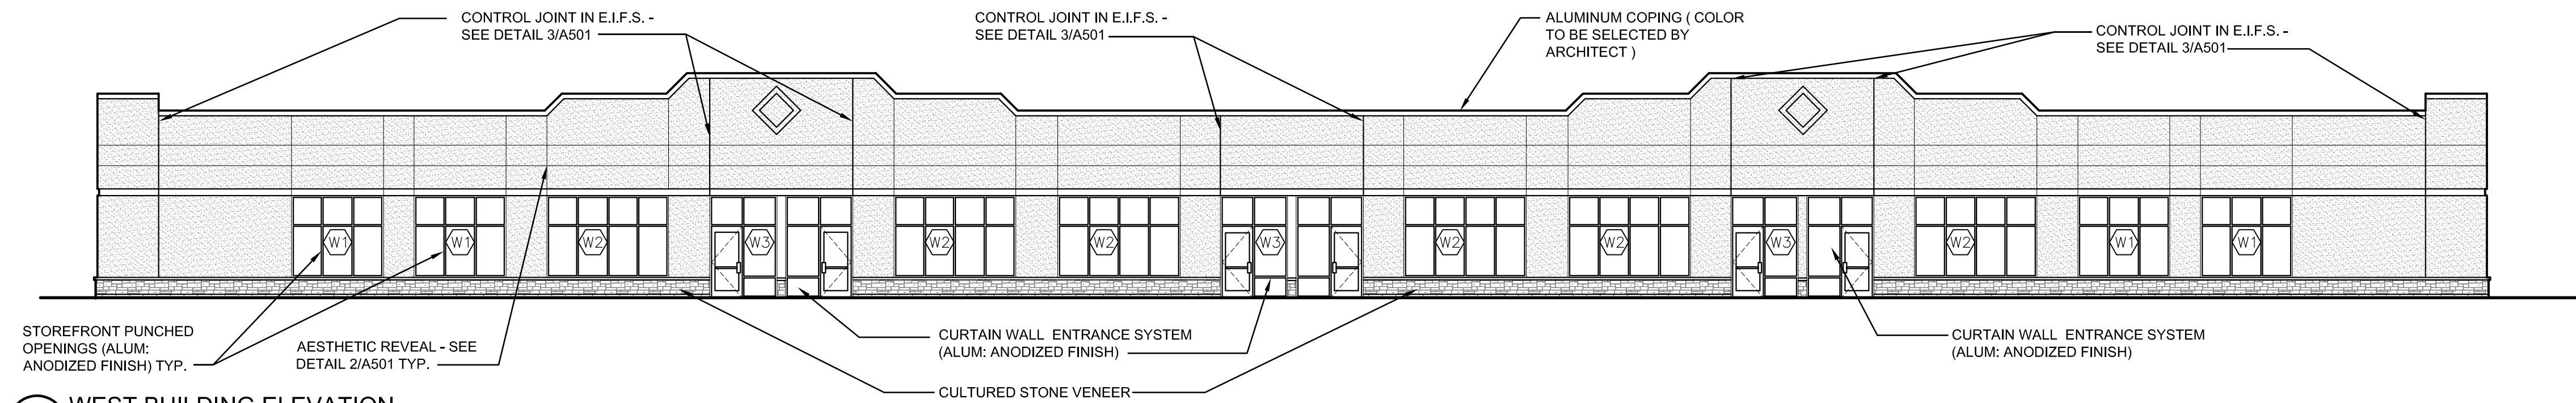 CONTROL JOINT IN E.I.F.S. -
SEE DETAIL 3/A501
CONTROL JOINT IN E.I.F.S. -
SEE DETAIL 3/A501
ALUMINUM COPING ( COLOR
TO BE SELECTED BY
ARCHITECT )
CONTROL JOINT IN E.I.F.S. -
SEE DETAIL 3/A501
W1
W1
W2
W3
W2
W2
W3
W2
W2
W3
W2
W1
W1
STOREFRONT PUNCHED
OPENINGS (ALUM:
ANODIZED FINISH) TYP.
AESTHETIC REVEAL - SEE
DETAIL 2/A501 TYP.
CURTAIN WALL ENTRANCE SYSTEM
(ALUM: ANODIZED FINISH)
CURTAIN WALL ENTRANCE SYSTEM
(ALUM: ANODIZED FINISH)
CULTURED STONE VENEER
WEST BUILDING ELEVATION